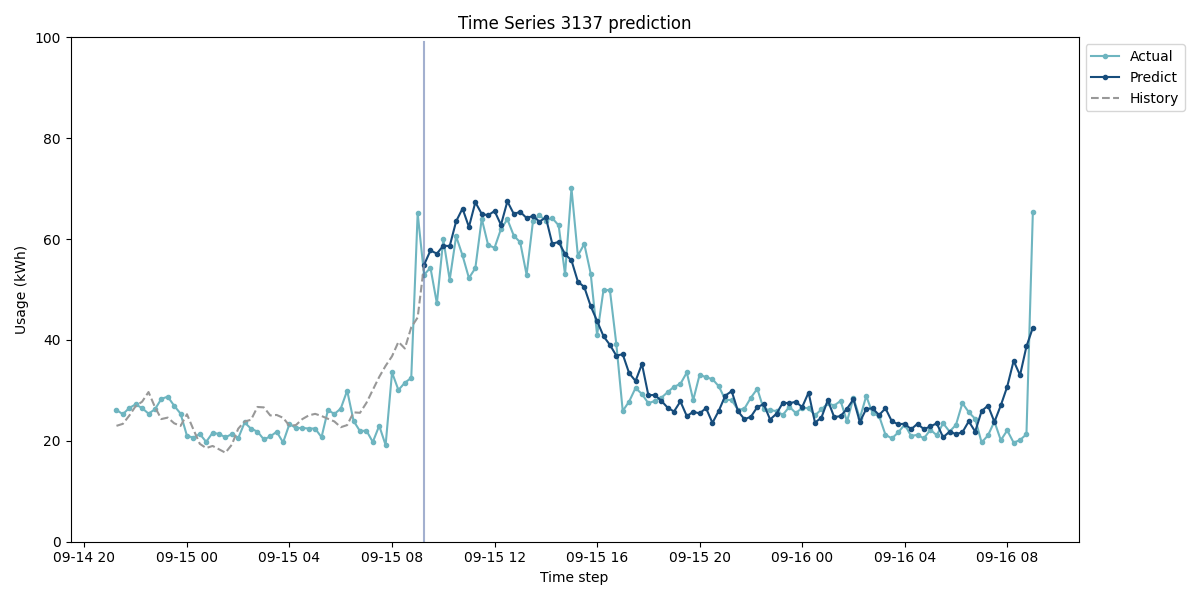 Time Series 3137 prediction
Actual
Predict
History
Usage (kWh)
100
80
60
40
20
0
09-14 20
09-15 00
09-15 04
09-15 08
09-15 12
09-15 16
09-15 20
09-16 00
09-16 04
09-16 08
Time step